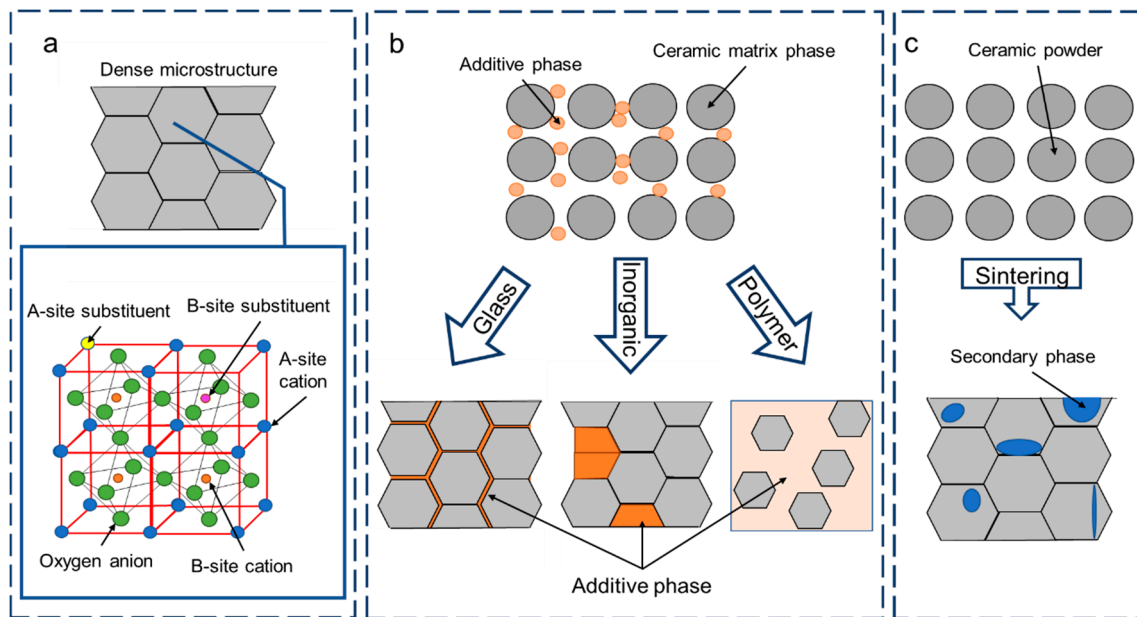 a
Dense microstructure
A-site substituent
B-site substituent
A-site
cation
Oxygen anion
B-site cation
b
Additive phase
Ceramic matrix phase
Glass
Inorganic
Polymer
Additive phase
c
Ceramic powder
Sintering
Secondary phase